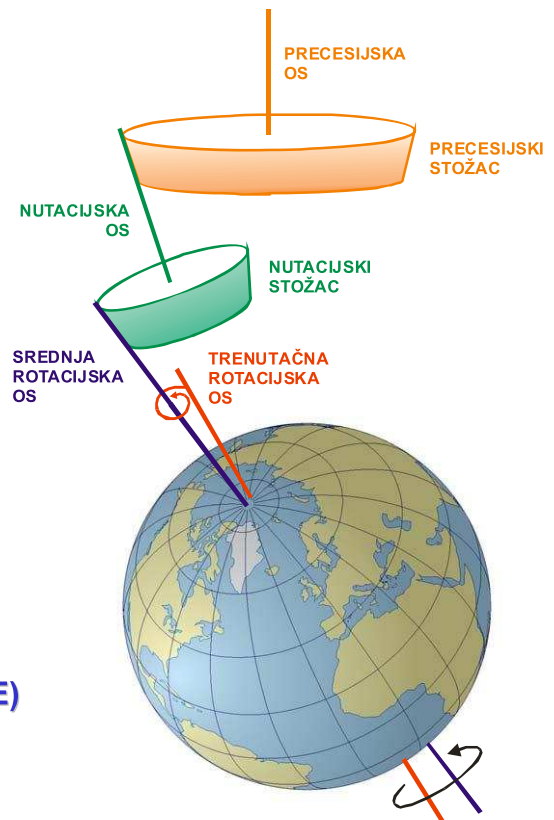 PRECESIJSKA
OS
PRECESIJSKI
STOŽAC
NUTACIJSKA
OS
NUTACIJSKI
STOŽAC
SREDNJA
ROTACIJSKA
OS
TRENUTAČNA
ROTACIJSKA
OS
E)